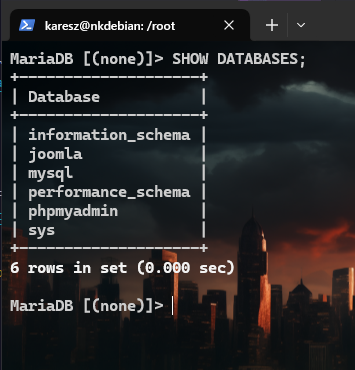 karesz@nkdebian: /root
MariaDB [(none)]> SHOW DATABASES;
+--------------------+
| Database           |
+--------------------+
| information_schema |
| joomla             |
| mysql              |
| performance_schema |
| phpmyadmin         |
| sys                |
+--------------------+
6 rows in set (0.000 sec)
MariaDB [(none)]>